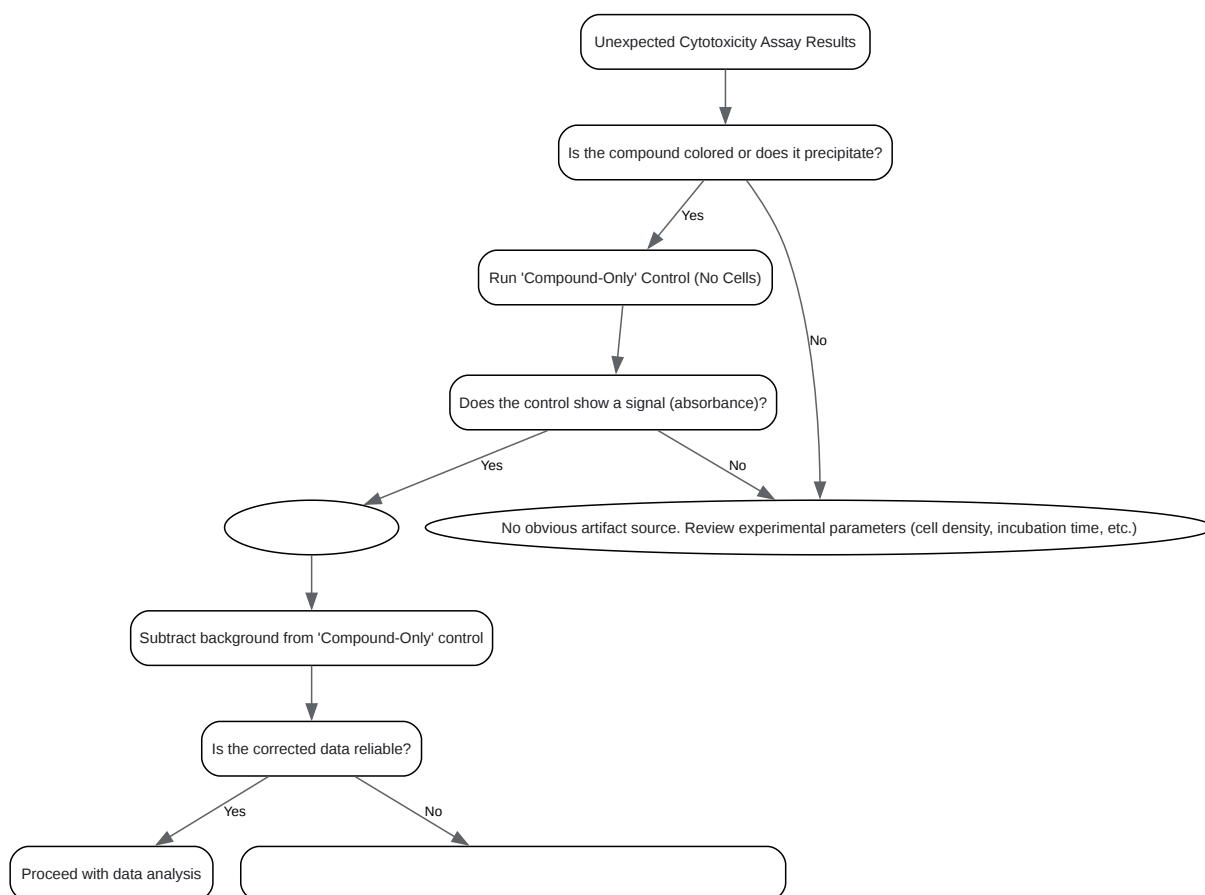 Unexpected Cytotoxicity Assay Results
Is the compound colored or does it precipitate?
Yes
Run 'Compound-Only' Control (No Cells)
No
Does the control show a signal (absorbance)?
Yes
No
No obvious artifact source. Review experimental parameters (cell density, incubation time, etc.)
Subtract background from 'Compound-Only' control
Is the corrected data reliable?
Yes
No
Proceed with data analysis